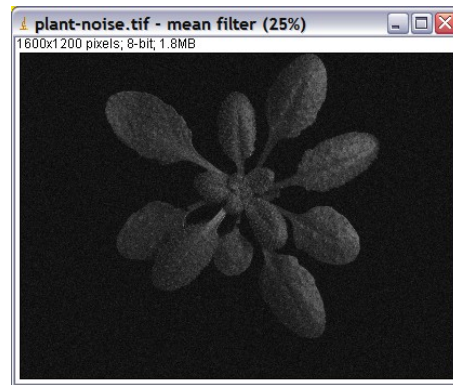 plant-noise.tif - mean filter (25%)
1600x1200 pixels; 8-bit; 1.8MB